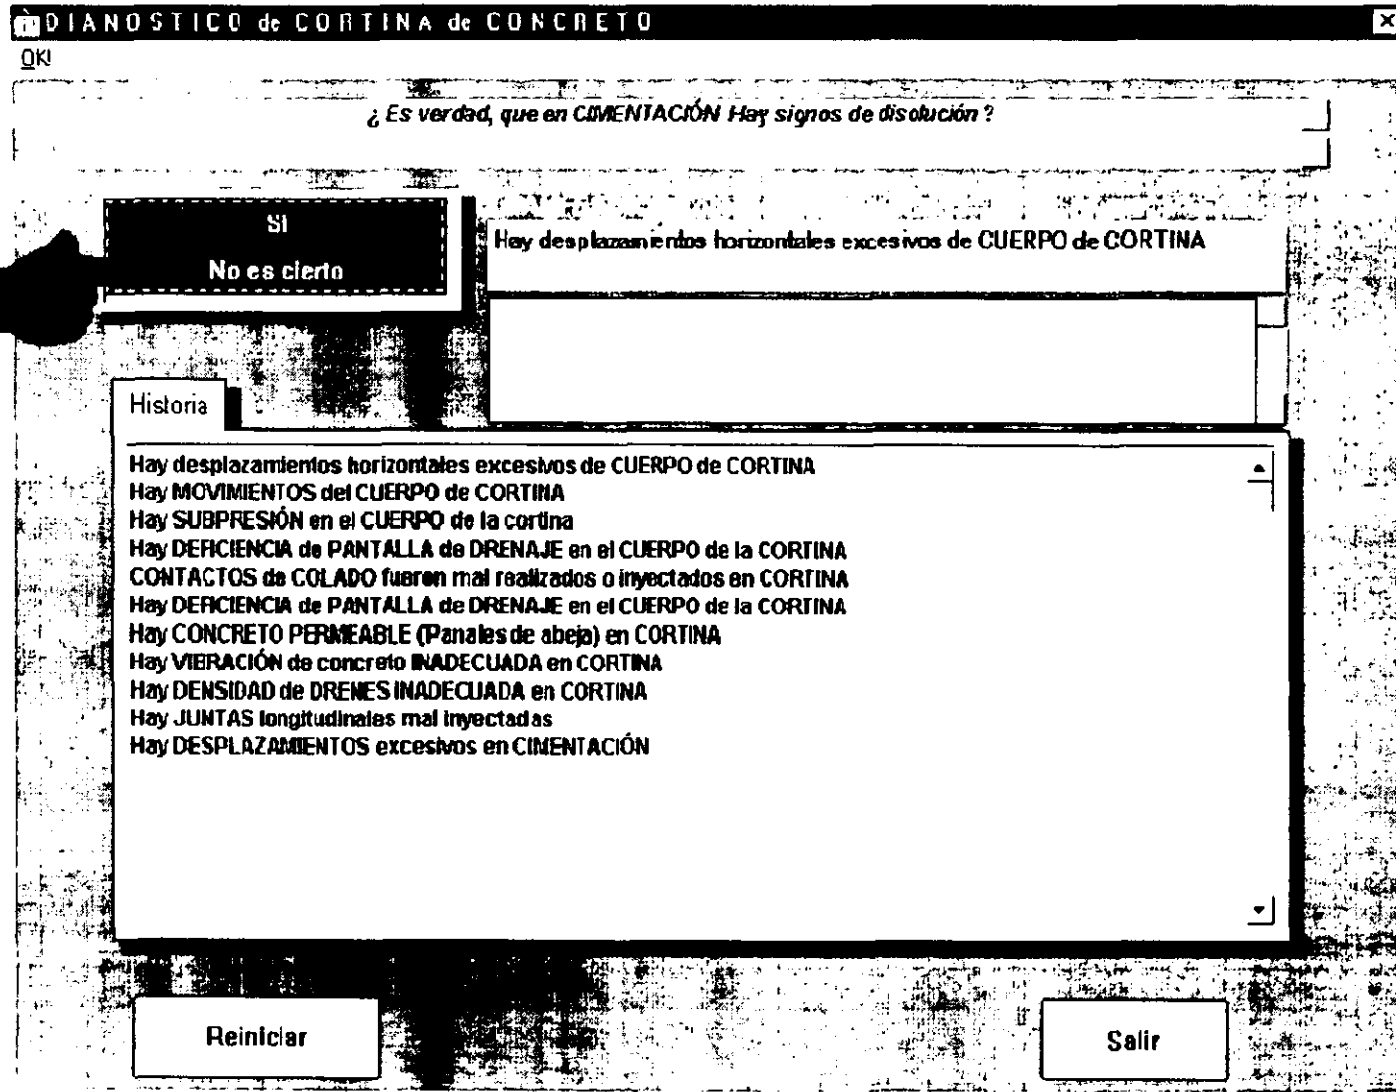 DIANOSTICO de CORTINA de CONCRETO
OK!
¿ Es verdad, que en CIMENTACIÓN Hay signos de disolución ?
SI
No es cierto
Hay desplazamientos horizontales excesivos de CUERPO de CORTINA
Historia
Hay desplazamientos horizontales excesivos de CUERPO de CORTINA
Hay MOVIMIENTOS del CUERPO de CORTINA
Hay SUBPRESIÓN en el CUERPO de la cortina
Hay DEFICIENCIA de PANTALLA de DRENAJE en el CUERPO de la CORTINA
CONTACTOS de COLADO fueron mal realizados o inyectados en CORTINA
Hay DEFICIENCIA de PANTALLA de DRENAJE en el CUERPO de la CORTINA
Hay CONCRETO PERMEABLE (Panales de abeja) en CORTINA
Hay VIBRACIÓN de concreto INADECUADA en CORTINA
Hay DENSIDAD de DRENES INADECUADA en CORTINA
Hay JUNTAS longitudinales mal inyectadas
Hay DESPLAZAMIENTOS excesivos en CIMENTACIÓN
Reiniciar
Salir